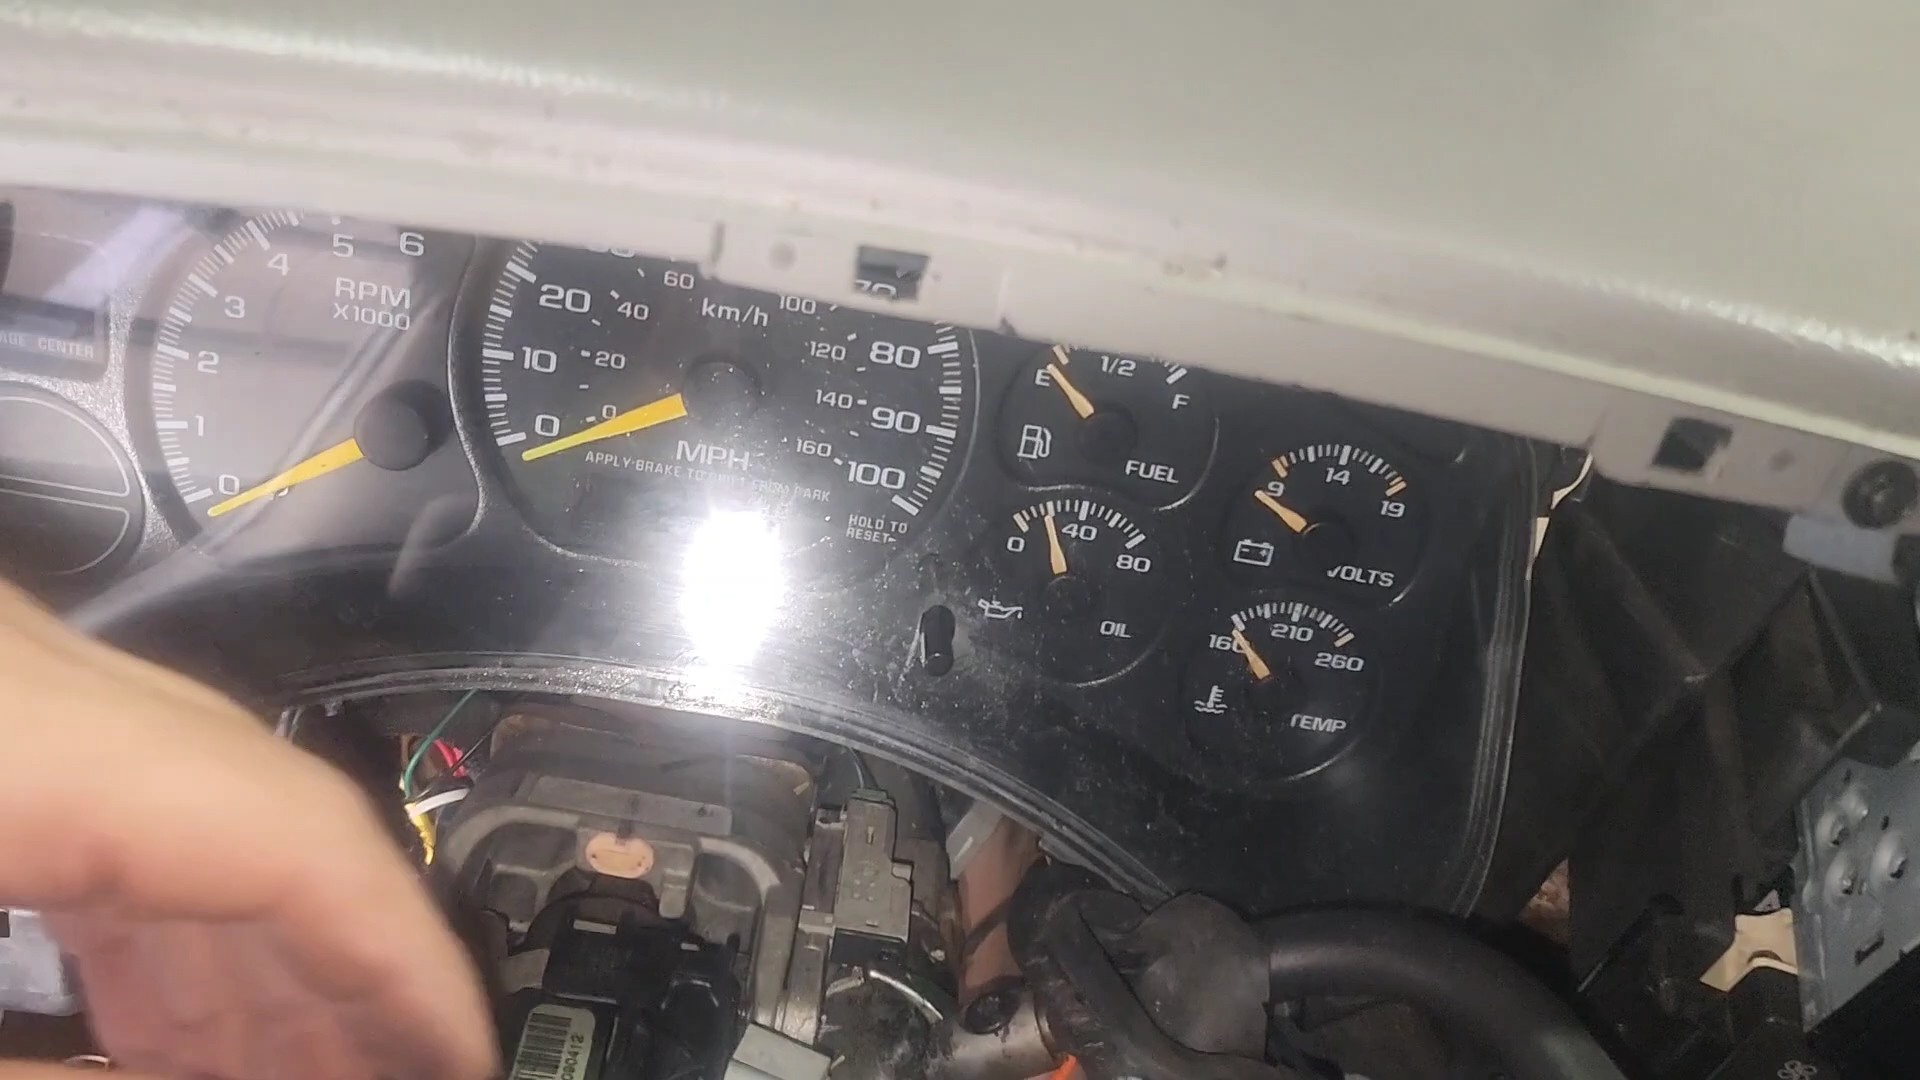 RPM
X1000
0
1
2
3
4
5
6
0
10
20
80
90
100
0
20
40
60
100
120
140
160
km/h
MPH
APPLY BRAKE TO SHIFT FROM PARK
HOLD TO
RESET
E
1/2
F
FUEL
0
40
80
OIL
9
14
19
VOLTS
160
210
260
TEMP
CENTER